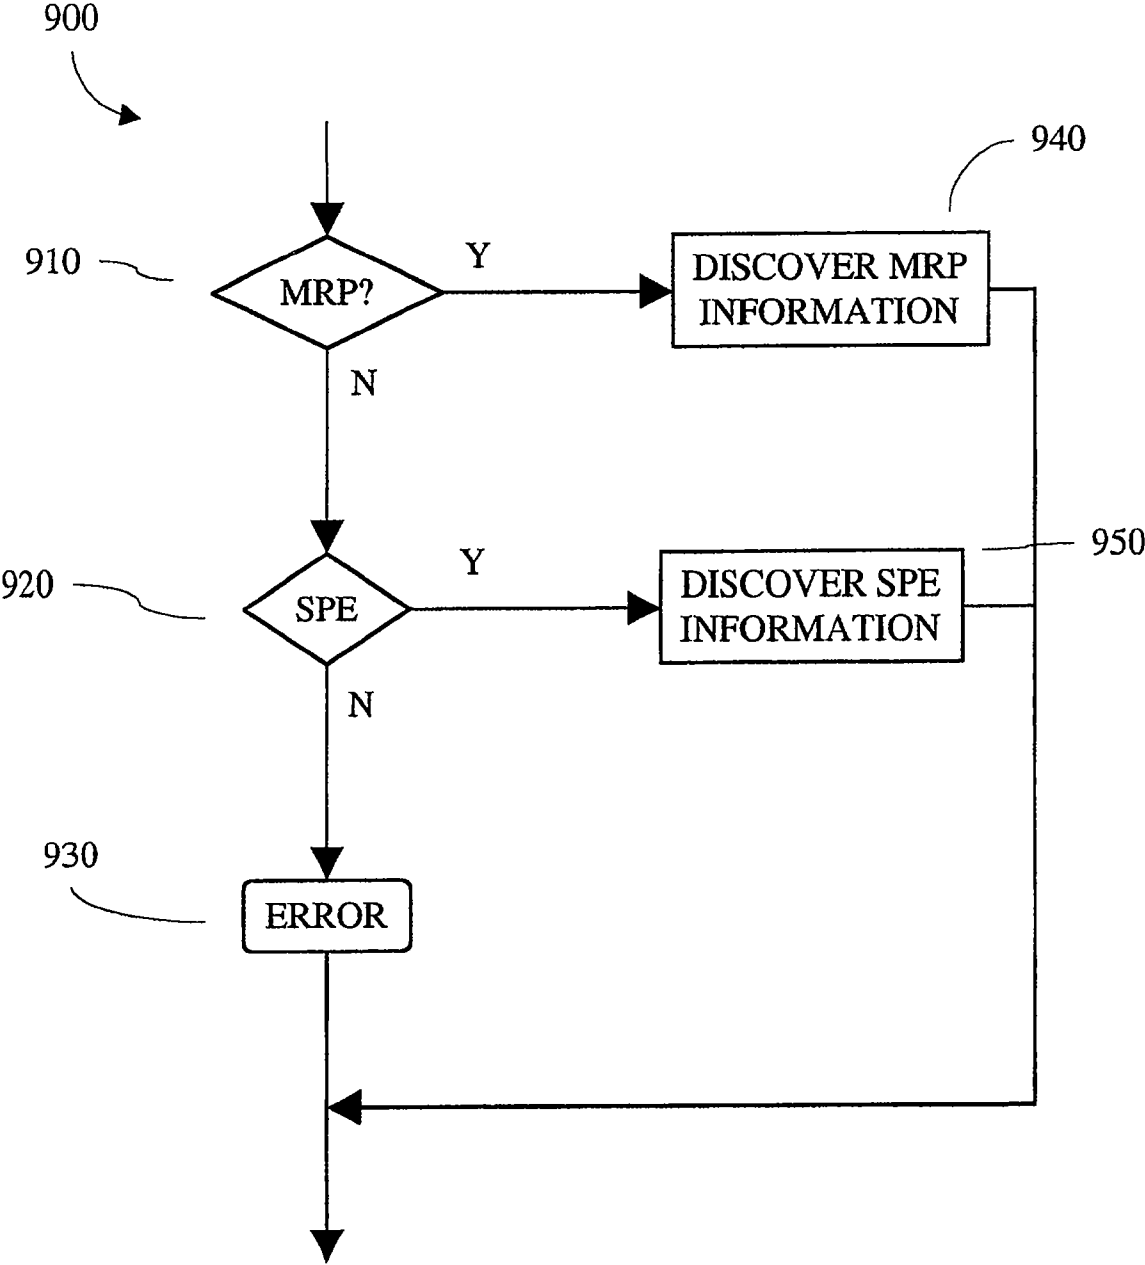 900
940
910
MRP?
Y
DISCOVER MRP
INFORMATION
N
950
920
SPE
Y
DISCOVER SPE
INFORMATION
N
930
ERROR